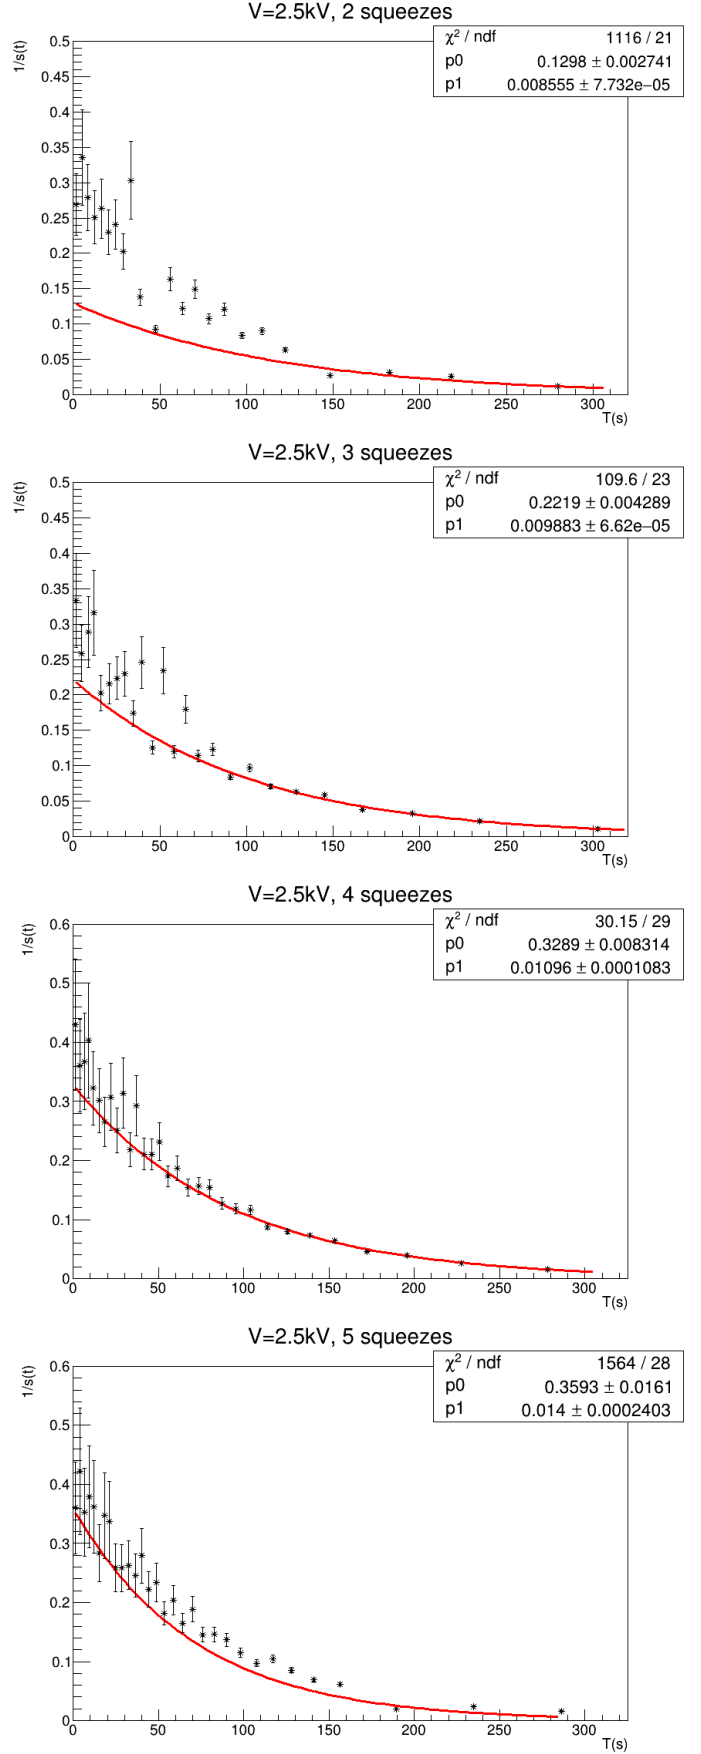 V=2.5kV, 2 squeezes
χ² / ndf 1116 / 21
p0 0.1298 ± 0.002741
p1 0.008555 ± 7.732e−05
1/s(t)
0.5
0.45
0.4
0.35
0.3
0.25
0.2
0.15
0.1
0.05
0
0 50 100 150 200 250 300
T(s)
V=2.5kV, 3 squeezes
χ² / ndf 109.6 / 23
p0 0.2219 ± 0.004289
p1 0.009883 ± 6.62e−05
1/s(t)
0.5
0.45
0.4
0.35
0.3
0.25
0.2
0.15
0.1
0.05
0
0 50 100 150 200 250 300
T(s)
V=2.5kV, 4 squeezes
χ² / ndf 30.15 / 29
p0 0.3289 ± 0.008314
p1 0.01096 ± 0.0001083
1/s(t)
0.6
0.5
0.4
0.3
0.2
0.1
0
0 50 100 150 200 250 300
T(s)
V=2.5kV, 5 squeezes
χ² / ndf 1564 / 28
p0 0.3593 ± 0.0161
p1 0.014 ± 0.0002403
1/s(t)
0.6
0.5
0.4
0.3
0.2
0.1
0
0 50 100 150 200 250 300
T(s)